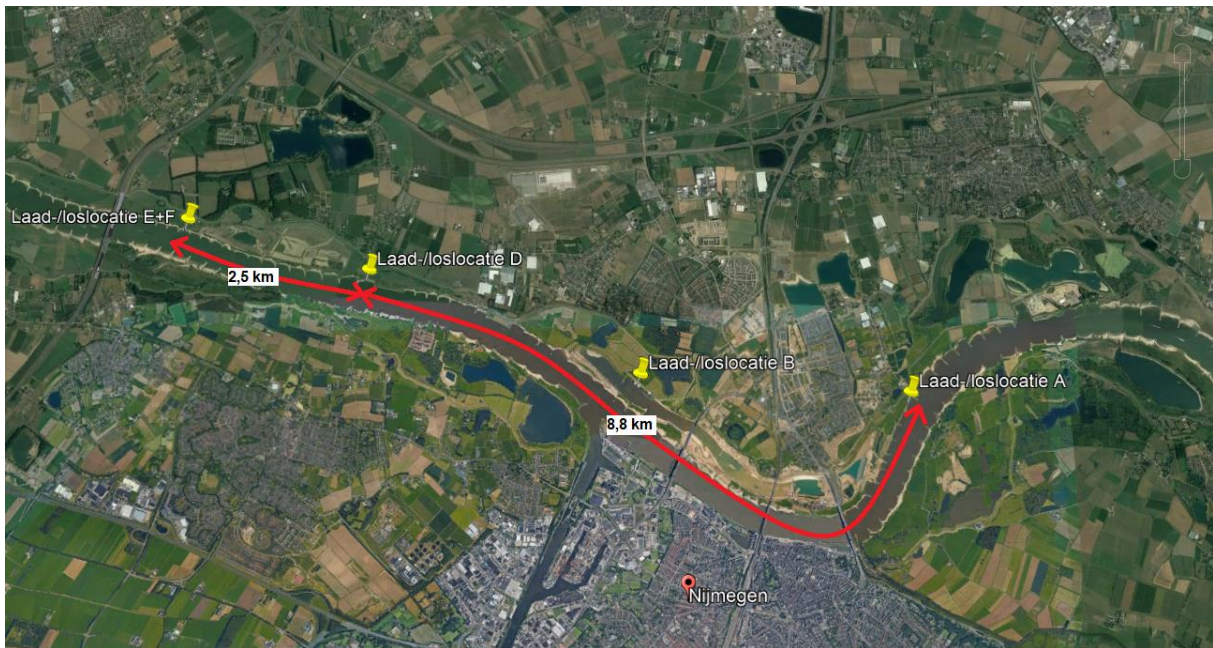 Laad-/loslocatie E+F
Laad-/loslocatie D
2,5 km
Laad-/loslocatie B
Laad-/loslocatie A
8,8 km
Nijmegen